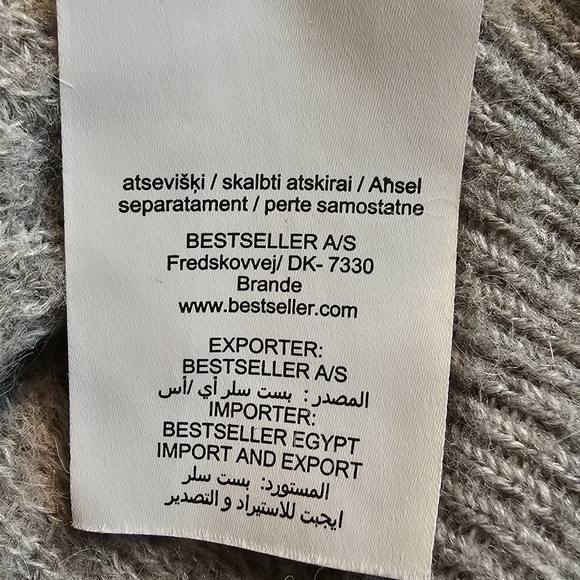 atsevišķi / skalbti atskirai / Aħsel
separatament / perte samostatne
BESTSELLER A/S
Fredskovvej/ DK- 7330
Brande
www.bestseller.com
EXPORTER:
BESTSELLER A/S
المصدر : بست سلر أي /أس
IMPORTER:
BESTSELLER EGYPT
IMPORT AND EXPORT
المستورد: بست سلر
ايجبت للاستيراد و التصدير